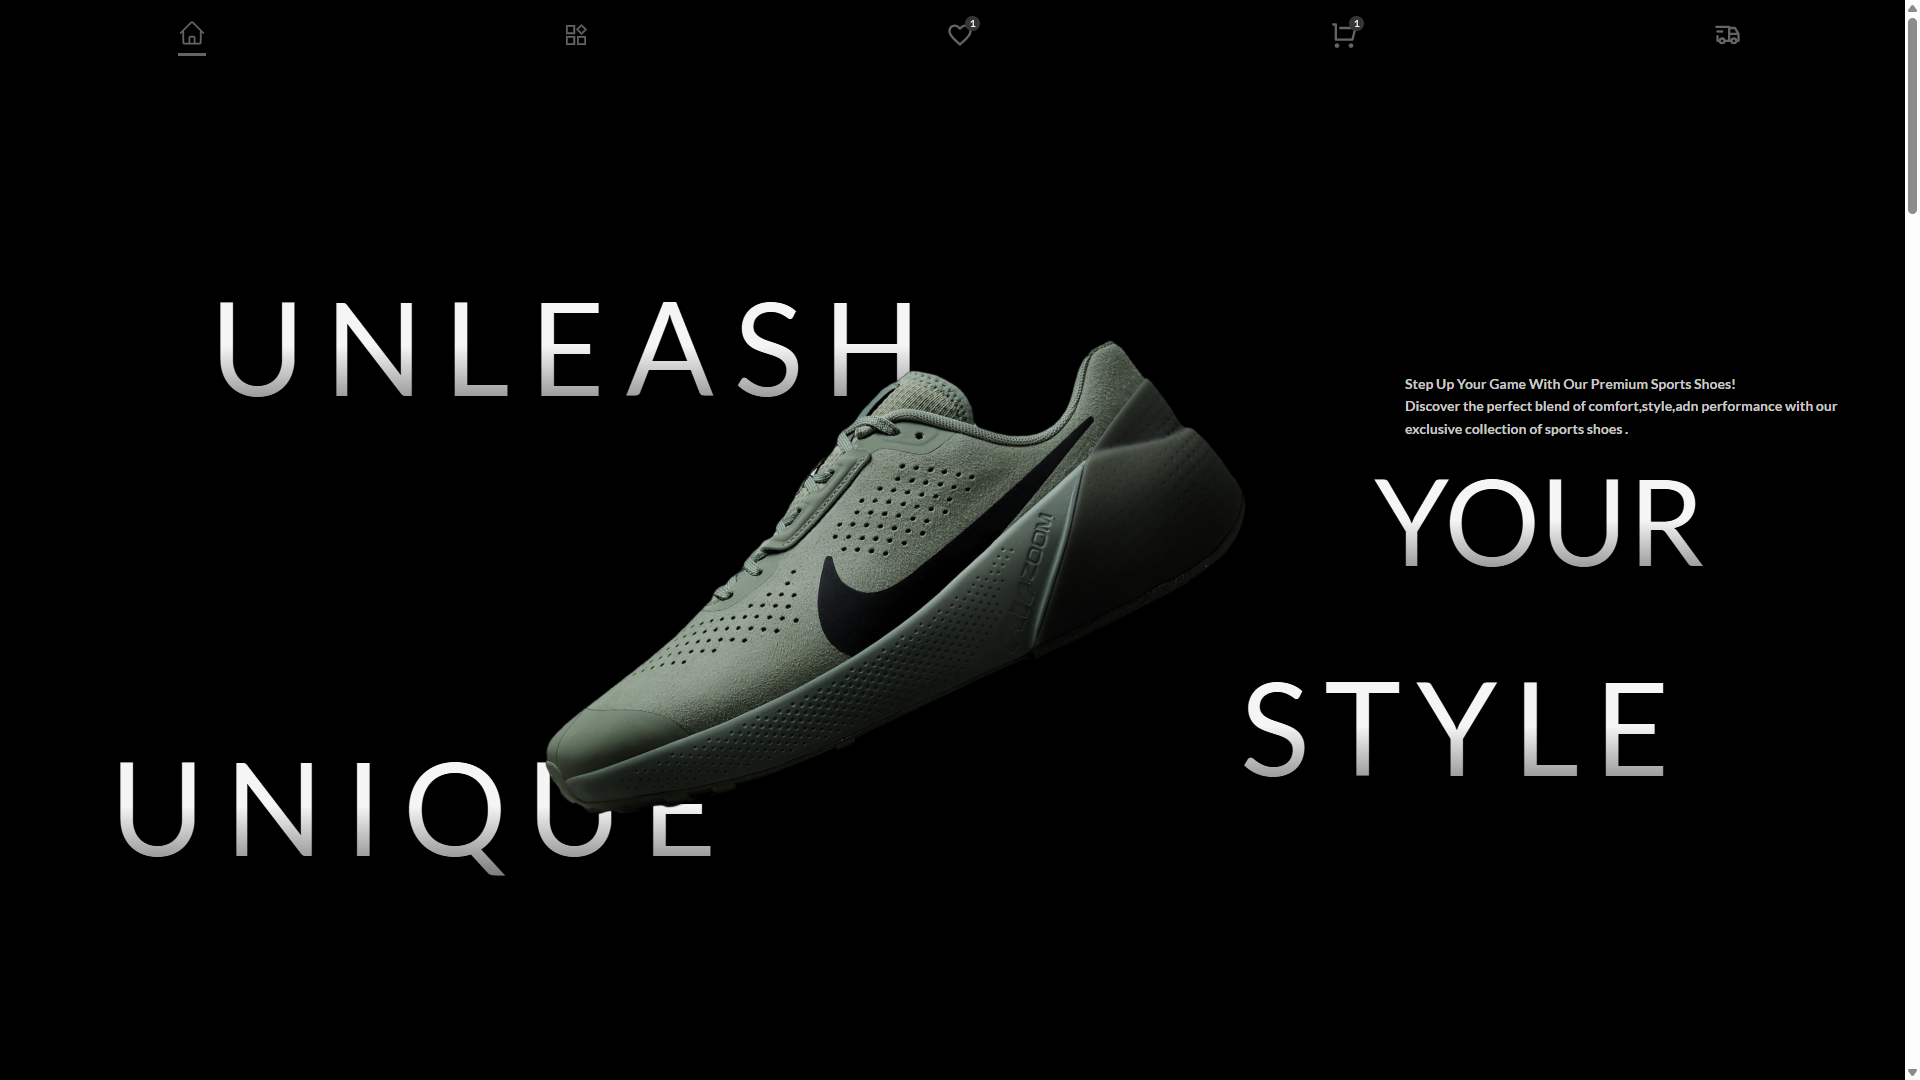 1
1
UNLEASH
Step Up Your Game With Our Premium Sports Shoes!
Discover the perfect blend of comfort,style,adn performance with our
exclusive collection of sports shoes .
YOUR
STYLE
UNIQUE